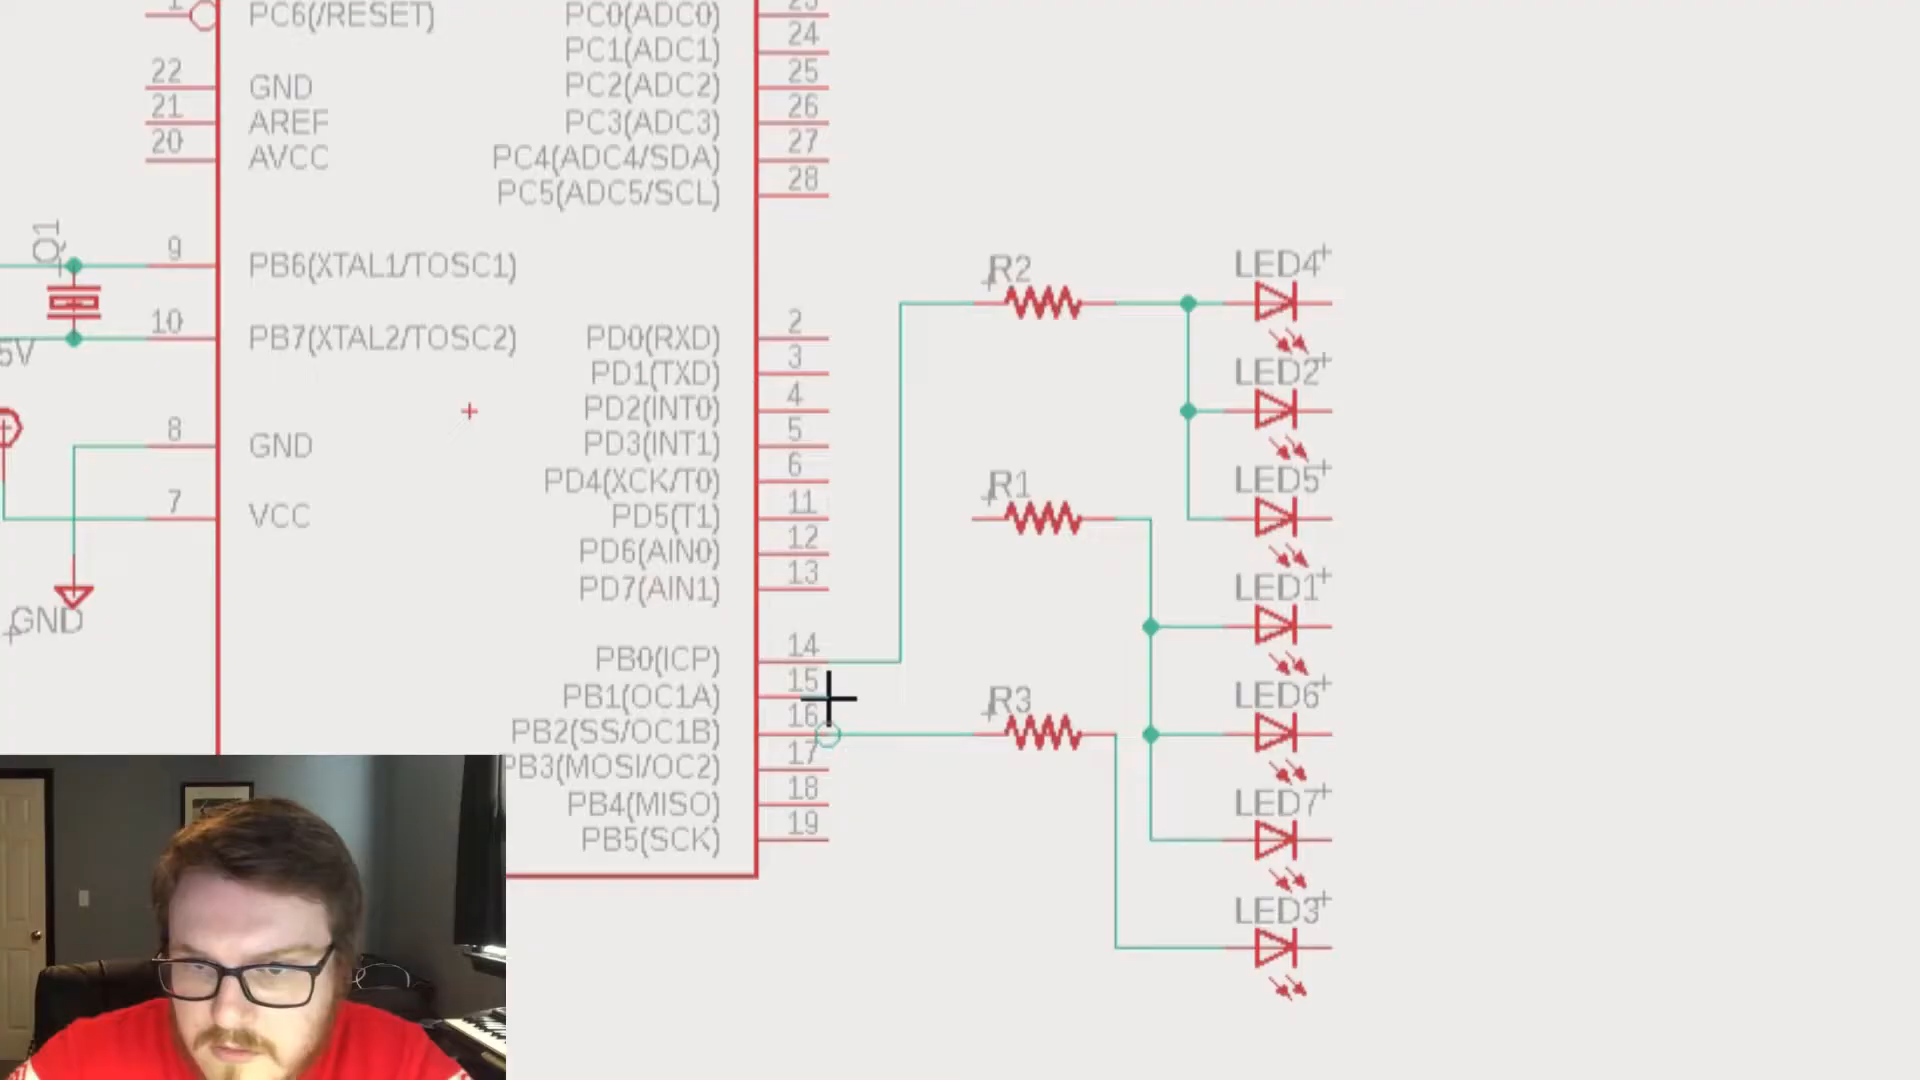 1 PC6(/RESET) PC0(ADC0) 23
PC1(ADC1) 24
22 GND PC2(ADC2) 25
21 AREF PC3(ADC3) 26
20 AVCC PC4(ADC4/SDA) 27
PC5(ADC5/SCL) 28
Q1
9 PB6(XTAL1/TOSC1)
R2 LED4
10 PB7(XTAL2/TOSC2) PD0(RXD) 2
5V
PD1(TXD) 3
LED2
PD2(INT0) 4
8 GND PD3(INT1) 5
PD4(XCK/T0) 6
R1 LED5
7 VCC PD5(T1) 11
PD6(AIN0) 12
PD7(AIN1) 13
LED1
GND
PB0(ICP) 14
PB1(OC1A) 15
R3 LED6
PB2(SS/OC1B) 16
PB3(MOSI/OC2) 17
PB4(MISO) 18
LED7
PB5(SCK) 19
LED3